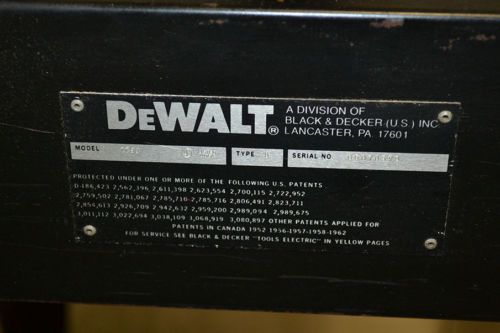 DEWALT®
A DIVISION OF
BLACK & DECKER (U.S.) INC
LANCASTER, PA. 17601
MODEL
TYPE
SERIAL NO
PROTECTED UNDER ONE OR MORE OF THE FOLLOWING U.S. PATENTS
D-186,423 2,562,396 2,611,398 2,623,554 2,700,115 2,722,952
2,759,502 2,781,067 2,785,710-2,785,716 2,806,491 2,823,711
2,854,613 2,926,709 2,942,632 2,959,200 2,989,094 2,989,675
3,011,112 3,022,694 3,038,109 3,068,919 3,080,897 OTHER PATENTS APPLIED FOR
PATENTS IN CANADA 1952 1956-1957-1958-1962
FOR SERVICE SEE BLACK & DECKER "TOOLS ELECTRIC" IN YELLOW PAGES